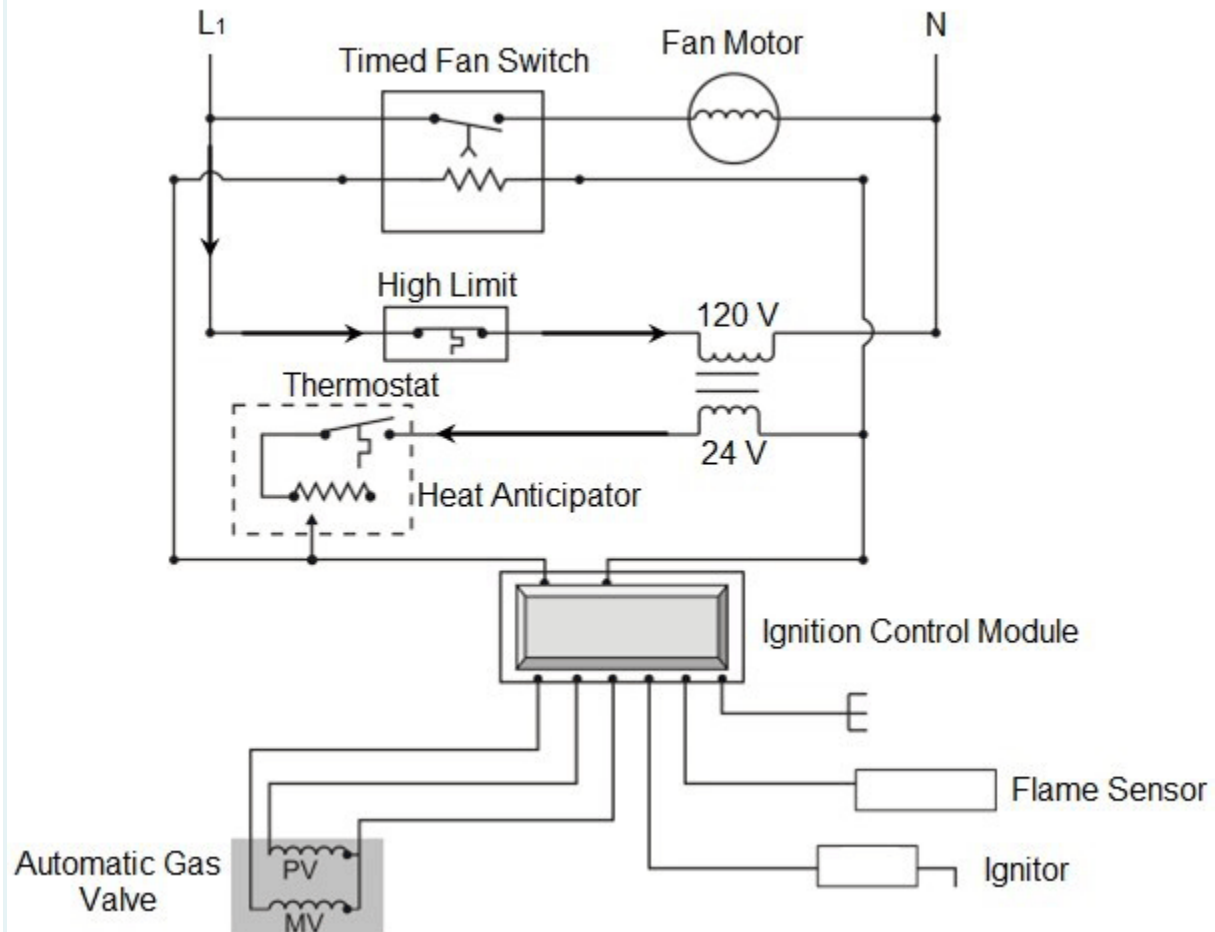 L1
N
Fan Motor
Timed Fan Switch
High Limit
120 V
Thermostat
24 V
Heat Anticipator
Ignition Control Module
Flame Sensor
Automatic Gas
Valve
PV
Ignitor
MV